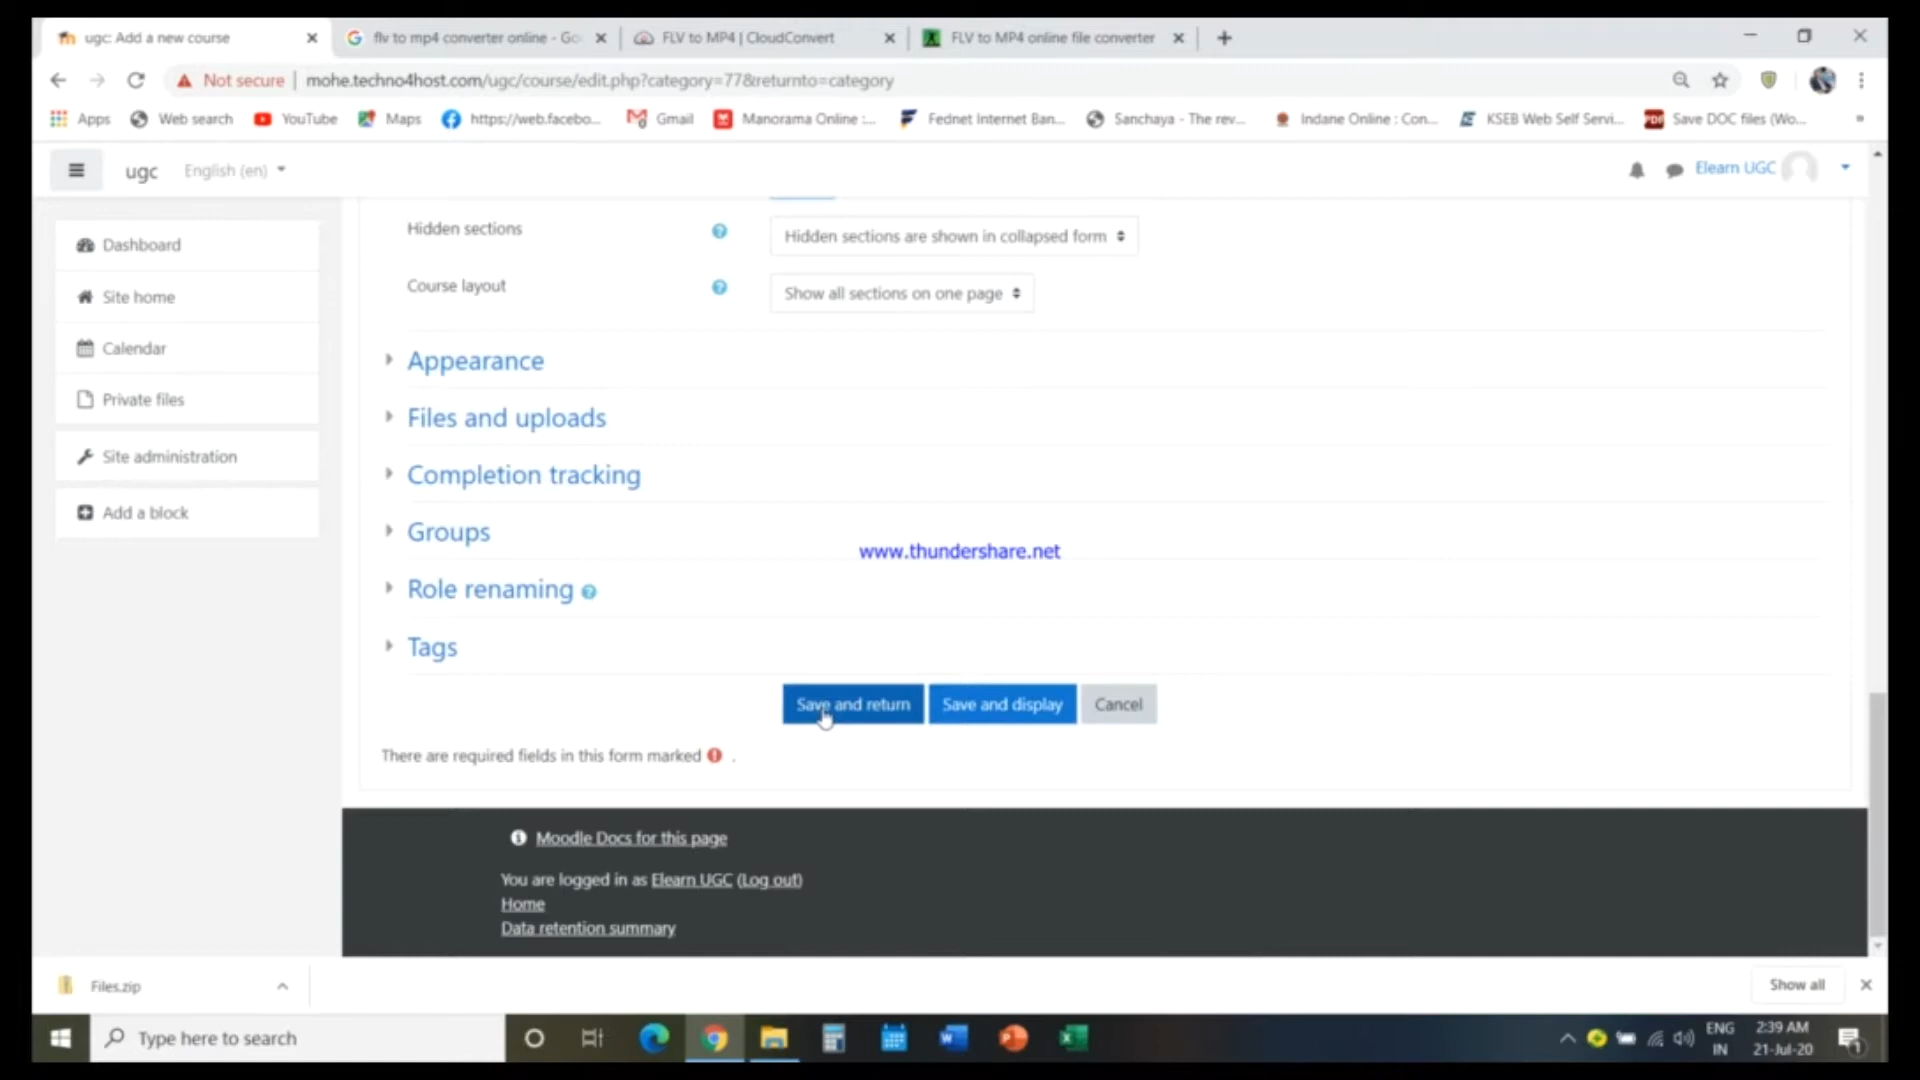 ugc: Add a new course
flv to mp4 converter online - Go
FLV to MP4 | CloudConvert
FLV to MP4 online file converter
Not secure | mohe.techno4host.com/ugc/course/edit.php?category=77&returnto=category
Apps
Web search
YouTube
Maps
https://web.facebo...
Gmail
Manorama Online :...
Fednet Internet Ban...
Sanchaya - The rev...
Indane Online : Con...
KSEB Web Self Servi...
Save DOC files (Wo...
ugc
English (en)
Elearn UGC
Dashboard
Site home
Calendar
Private files
Site administration
Add a block
Hidden sections
Hidden sections are shown in collapsed form
Course layout
Show all sections on one page
Appearance
Files and uploads
Completion tracking
Groups
www.thundershare.net
Role renaming
Tags
Save and return
Save and display
Cancel
There are required fields in this form marked .
Moodle Docs for this page
You are logged in as Elearn UGC (Log out)
Home
Data retention summary
Files.zip
Show all
Type here to search
ENG
IN
2:39 AM
21-Jul-20